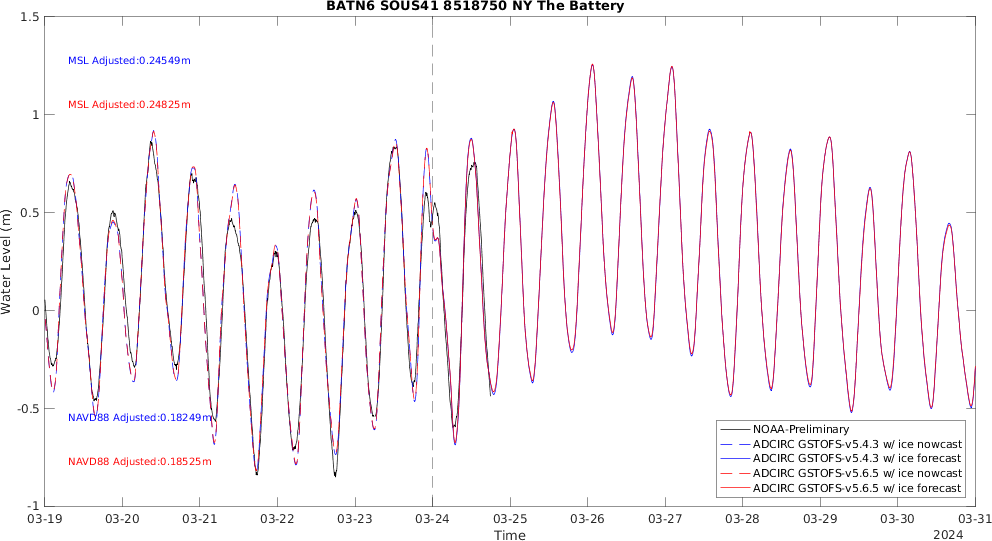 BATN6 SOUS41 8518750 NY The Battery
1.5
1
0.5
0
-0.5
-1
Water Level (m)
MSL Adjusted:0.24549m
MSL Adjusted:0.24825m
NAVD88 Adjusted:0.18249m
NAVD88 Adjusted:0.18525m
NOAA-Preliminary
ADCIRC GSTOFS-v5.4.3 w/ ice nowcast
ADCIRC GSTOFS-v5.4.3 w/ ice forecast
ADCIRC GSTOFS-v5.6.5 w/ ice nowcast
ADCIRC GSTOFS-v5.6.5 w/ ice forecast
03-19 03-20 03-21 03-22 03-23 03-24 03-25 03-26 03-27 03-28 03-29 03-30 03-31
Time
2024